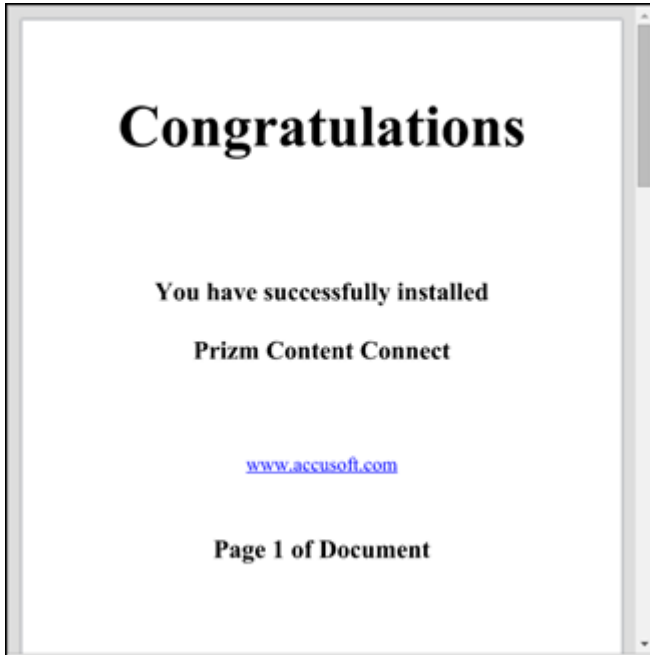 Congratulations
You have successfully installed
Prizm Content Connect
www.accusoft.com
Page 1 of Document